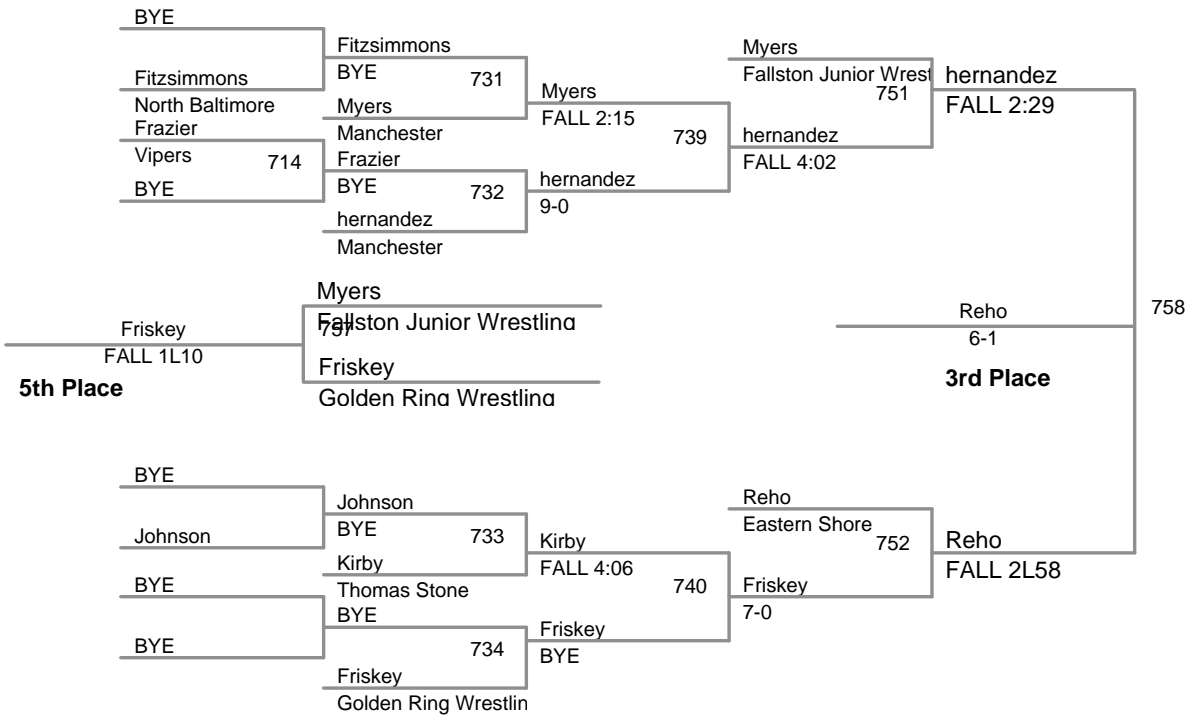 BYE
Fitzsimmons
North Baltimore
Frazier
Vipers
714
BYE
Fitzsimmons
BYE
731
Myers
Manchester
Frazier
BYE
732
hernandez
Manchester
Myers
FALL 2:15
739
hernandez
9-0
Myers
Fallston Junior Wrest
751
hernandez
FALL 4:02
hernandez
FALL 2:29
758
Reho
6-1
3rd Place
Myers
Fallston Junior Wrestling
757
Friskey
Golden Ring Wrestling
Friskey
FALL 1L10
5th Place
BYE
Johnson
BYE
BYE
Johnson
BYE
733
Kirby
Thomas Stone
BYE
734
Friskey
Golden Ring Wrestlin
Kirby
FALL 4:06
740
Friskey
BYE
Reho
Eastern Shore
752
Friskey
7-0
Reho
FALL 2L58